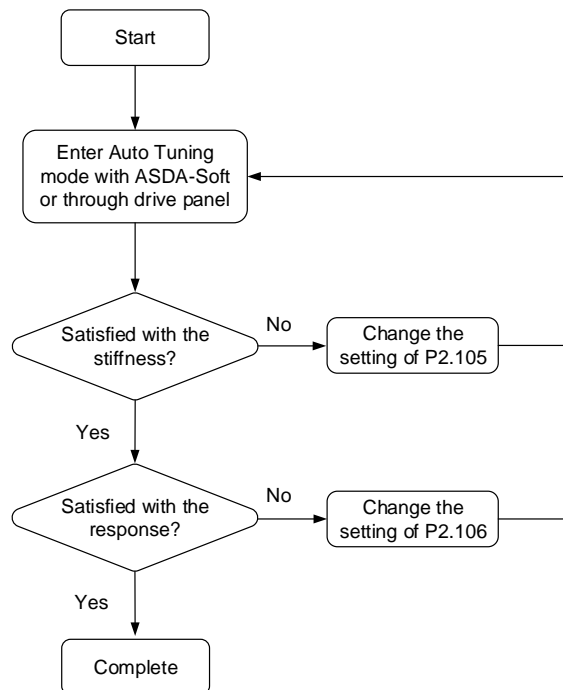 Start
Enter Auto Tuning
mode with ASDA-Soft
or through drive panel
Satisfied with the
stiffness?
No
Change the
setting of P2.105
Yes
Satisfied with the
response?
No
Change the
setting of P2.106
Yes
Complete